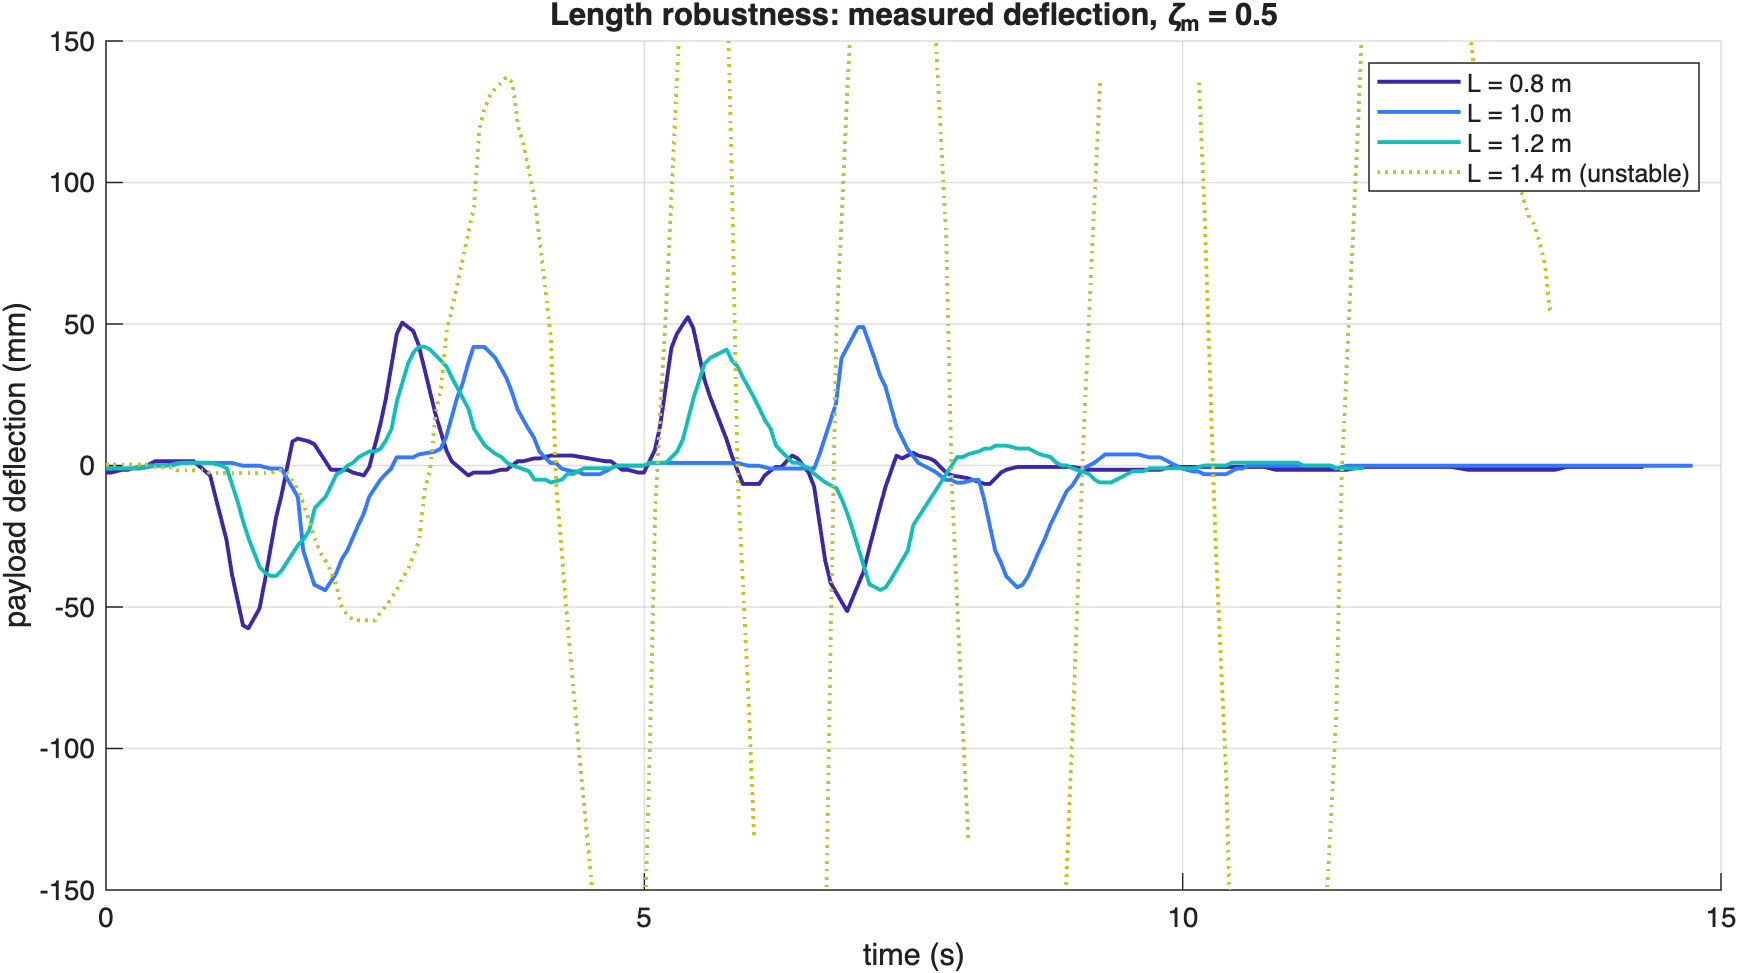 Length robustness: measured deflection, ζm = 0.5
150
100
50
0
-50
-100
-150
payload deflection (mm)
L = 0.8 m
L = 1.0 m
L = 1.2 m
L = 1.4 m (unstable)
0 5 10 15
time (s)